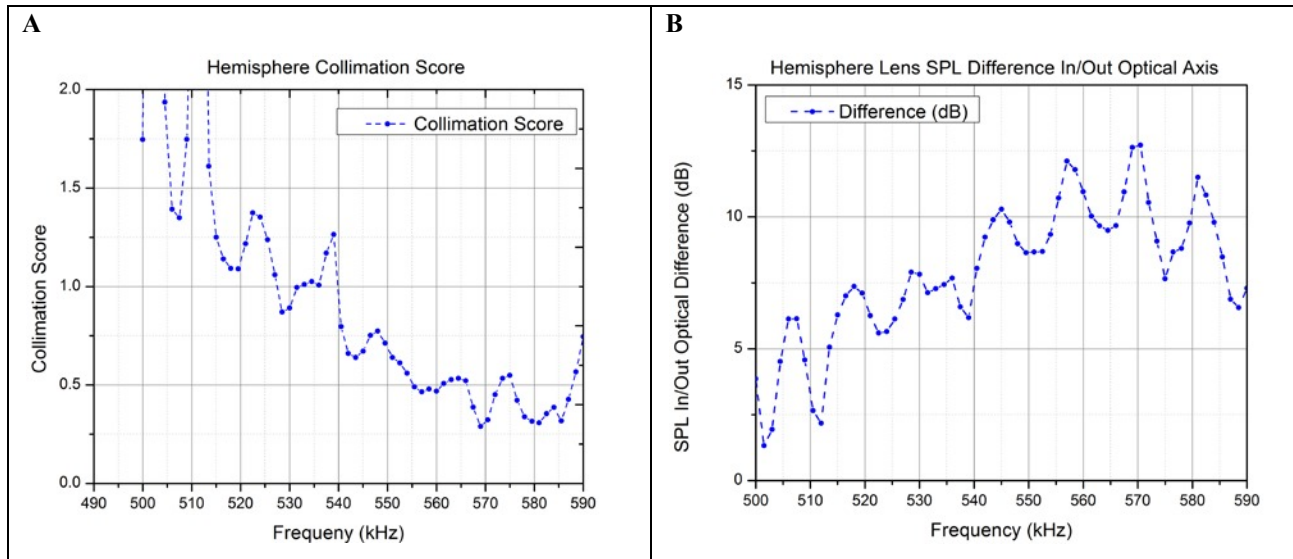 A
Hemisphere Collimation Score
2.0
1.5
1.0
0.5
0.0
Collimation Score
Collimation Score
490 500 510 520 530 540 550 560 570 580 590
Frequeny (kHz)
B
Hemisphere Lens SPL Difference In/Out Optical Axis
15
10
5
0
SPL In/Out Optical Difference (dB)
Difference (dB)
500 510 520 530 540 550 560 570 580 590
Frequency (kHz)